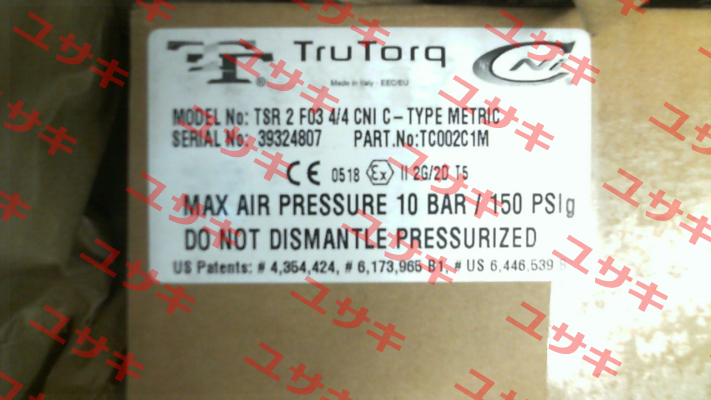 TruTorq
CNI
Made in Italy - EEC/EU
MODEL No: TSR 2 F03 4/4 CNI C-TYPE METRIC
SERIAL No: 39324807 PART.No:TC002C1M
CE 0518 Ex II 2G/2D T5
MAX AIR PRESSURE 10 BAR / 150 PSIg
DO NOT DISMANTLE PRESSURIZED
US Patents: # 4,354,424, # 6,173,965 B1, # US 6,446,539
ユサキ